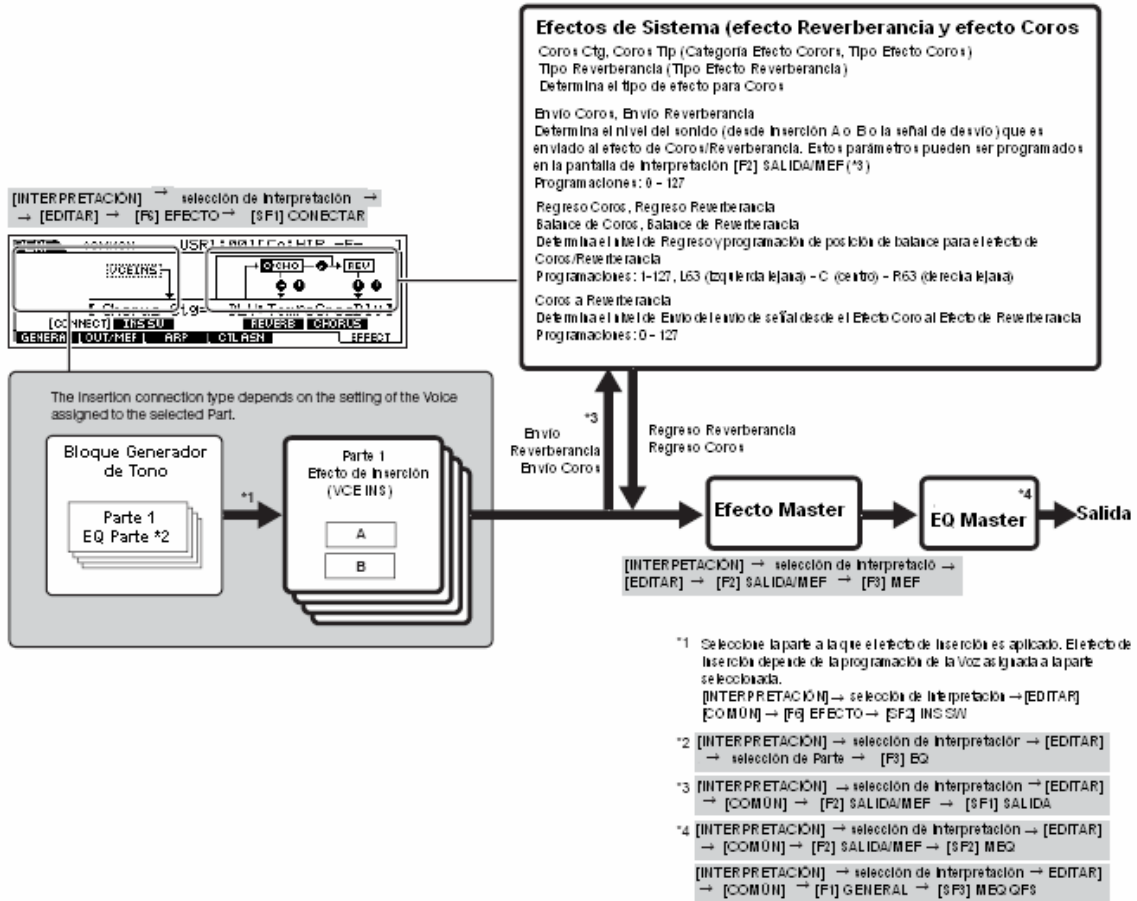 Efectos de Sistema (efecto Reverberancia y efecto Coros
Coros Ctg, Coros Tip (Categoría Efecto Corors, Tipo Efecto Coros)
Tipo Reverberancia (Tipo Efecto Reverberancia)
Determina el tipo de efecto para Coros
Envío Coros, Envío Reverberancia
Determina el nivel del sonido (desde Inserción A o B o la señal de desvío) que es
enviado al efecto de Coros/Reverberancia. Estos parámetros pueden ser programados
en la pantalla de Interpretación [F2] SALIDA/MEF (*3)
Programaciones: 0 – 127
Regreso Coros, Regreso Reverberancia
Balance de Coros, Balance de Reverberancia
Determina el nivel de Regreso y programación de posición de balance para el efecto de
Coros/Reverberancia
Programaciones: 1-127, L63 (Izquierda lejana) – C (centro) – R63 (derecha lejana)
Coros a Reverberancia
Determina el nivel de Envío del envío de señal desde el Efecto Coro al Efecto de Reverberancia
Programaciones: 0 - 127
[INTERPRETACIÓN] → selección de Interpretación →
→ [EDITAR] → [F6] EFECTO → [SF1] CONECTAR
VCEINS
CHO
REV
[CONNECT] INS SW REVERB CHORUS
GENERAL OUT/MEF ARP CTL ASN EFFECT
The Insertion connection type depends on the setting of the Voice
assigned to the selected Part.
Bloque Generador
de Tono
Parte 1
EQ Parte *2
*1
Parte 1
Efecto de Inserción
(VCE INS)
A
B
*3
Envío
Reverberancia
Envío Coros
Regreso Reverberancia
Regreso Coros
Efecto Master
*4
EQ Master
Salida
[INTERPETACIÓN] → selección de Interpretació →
[EDITAR] → [F2] SALIDA/MEF → [F3] MEF
*1 Seleccione la parte a la que el efecto de Inserción es aplicado. El efecto de
Inserción depende de la programación de la Voz asignada a la parte
seleccionada.
[INTERPRETACIÓN] → selección de Interpretación → [EDITAR]
[COMÚN] → [F6] EFECTO → [SF2] INS SW
*2 [INTERPRETACIÓN] → selección de Interpretación → [EDITAR]
→ selección de Parte → [F3] EQ
*3 [INTERPRETACIÓN] → selección de Interpretación → [EDITAR]
→ [COMÚN] → [F2] SALIDA/MEF → [SF1] SALIDA
*4 [INTERPRETACIÓN] → selección de Interpretación → [EDITAR]
→ [COMÚN] → [F2] SALIDA/MEF → [SF2] MEQ
[INTERPRETACIÓN] → selección de Interpretación → EDITAR]
→ [COMÚN] → [F1] GENERAL → [SF3] MEQ QFS